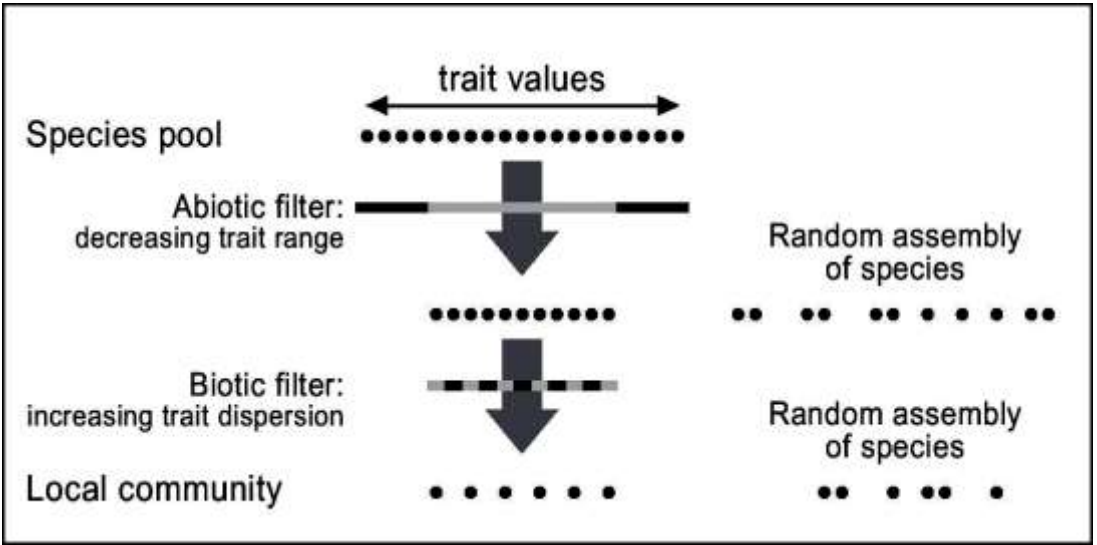 trait values
Species pool
Abiotic filter:
decreasing trait range
Random assembly
of species
Biotic filter:
increasing trait dispersion
Random assembly
of species
Local community